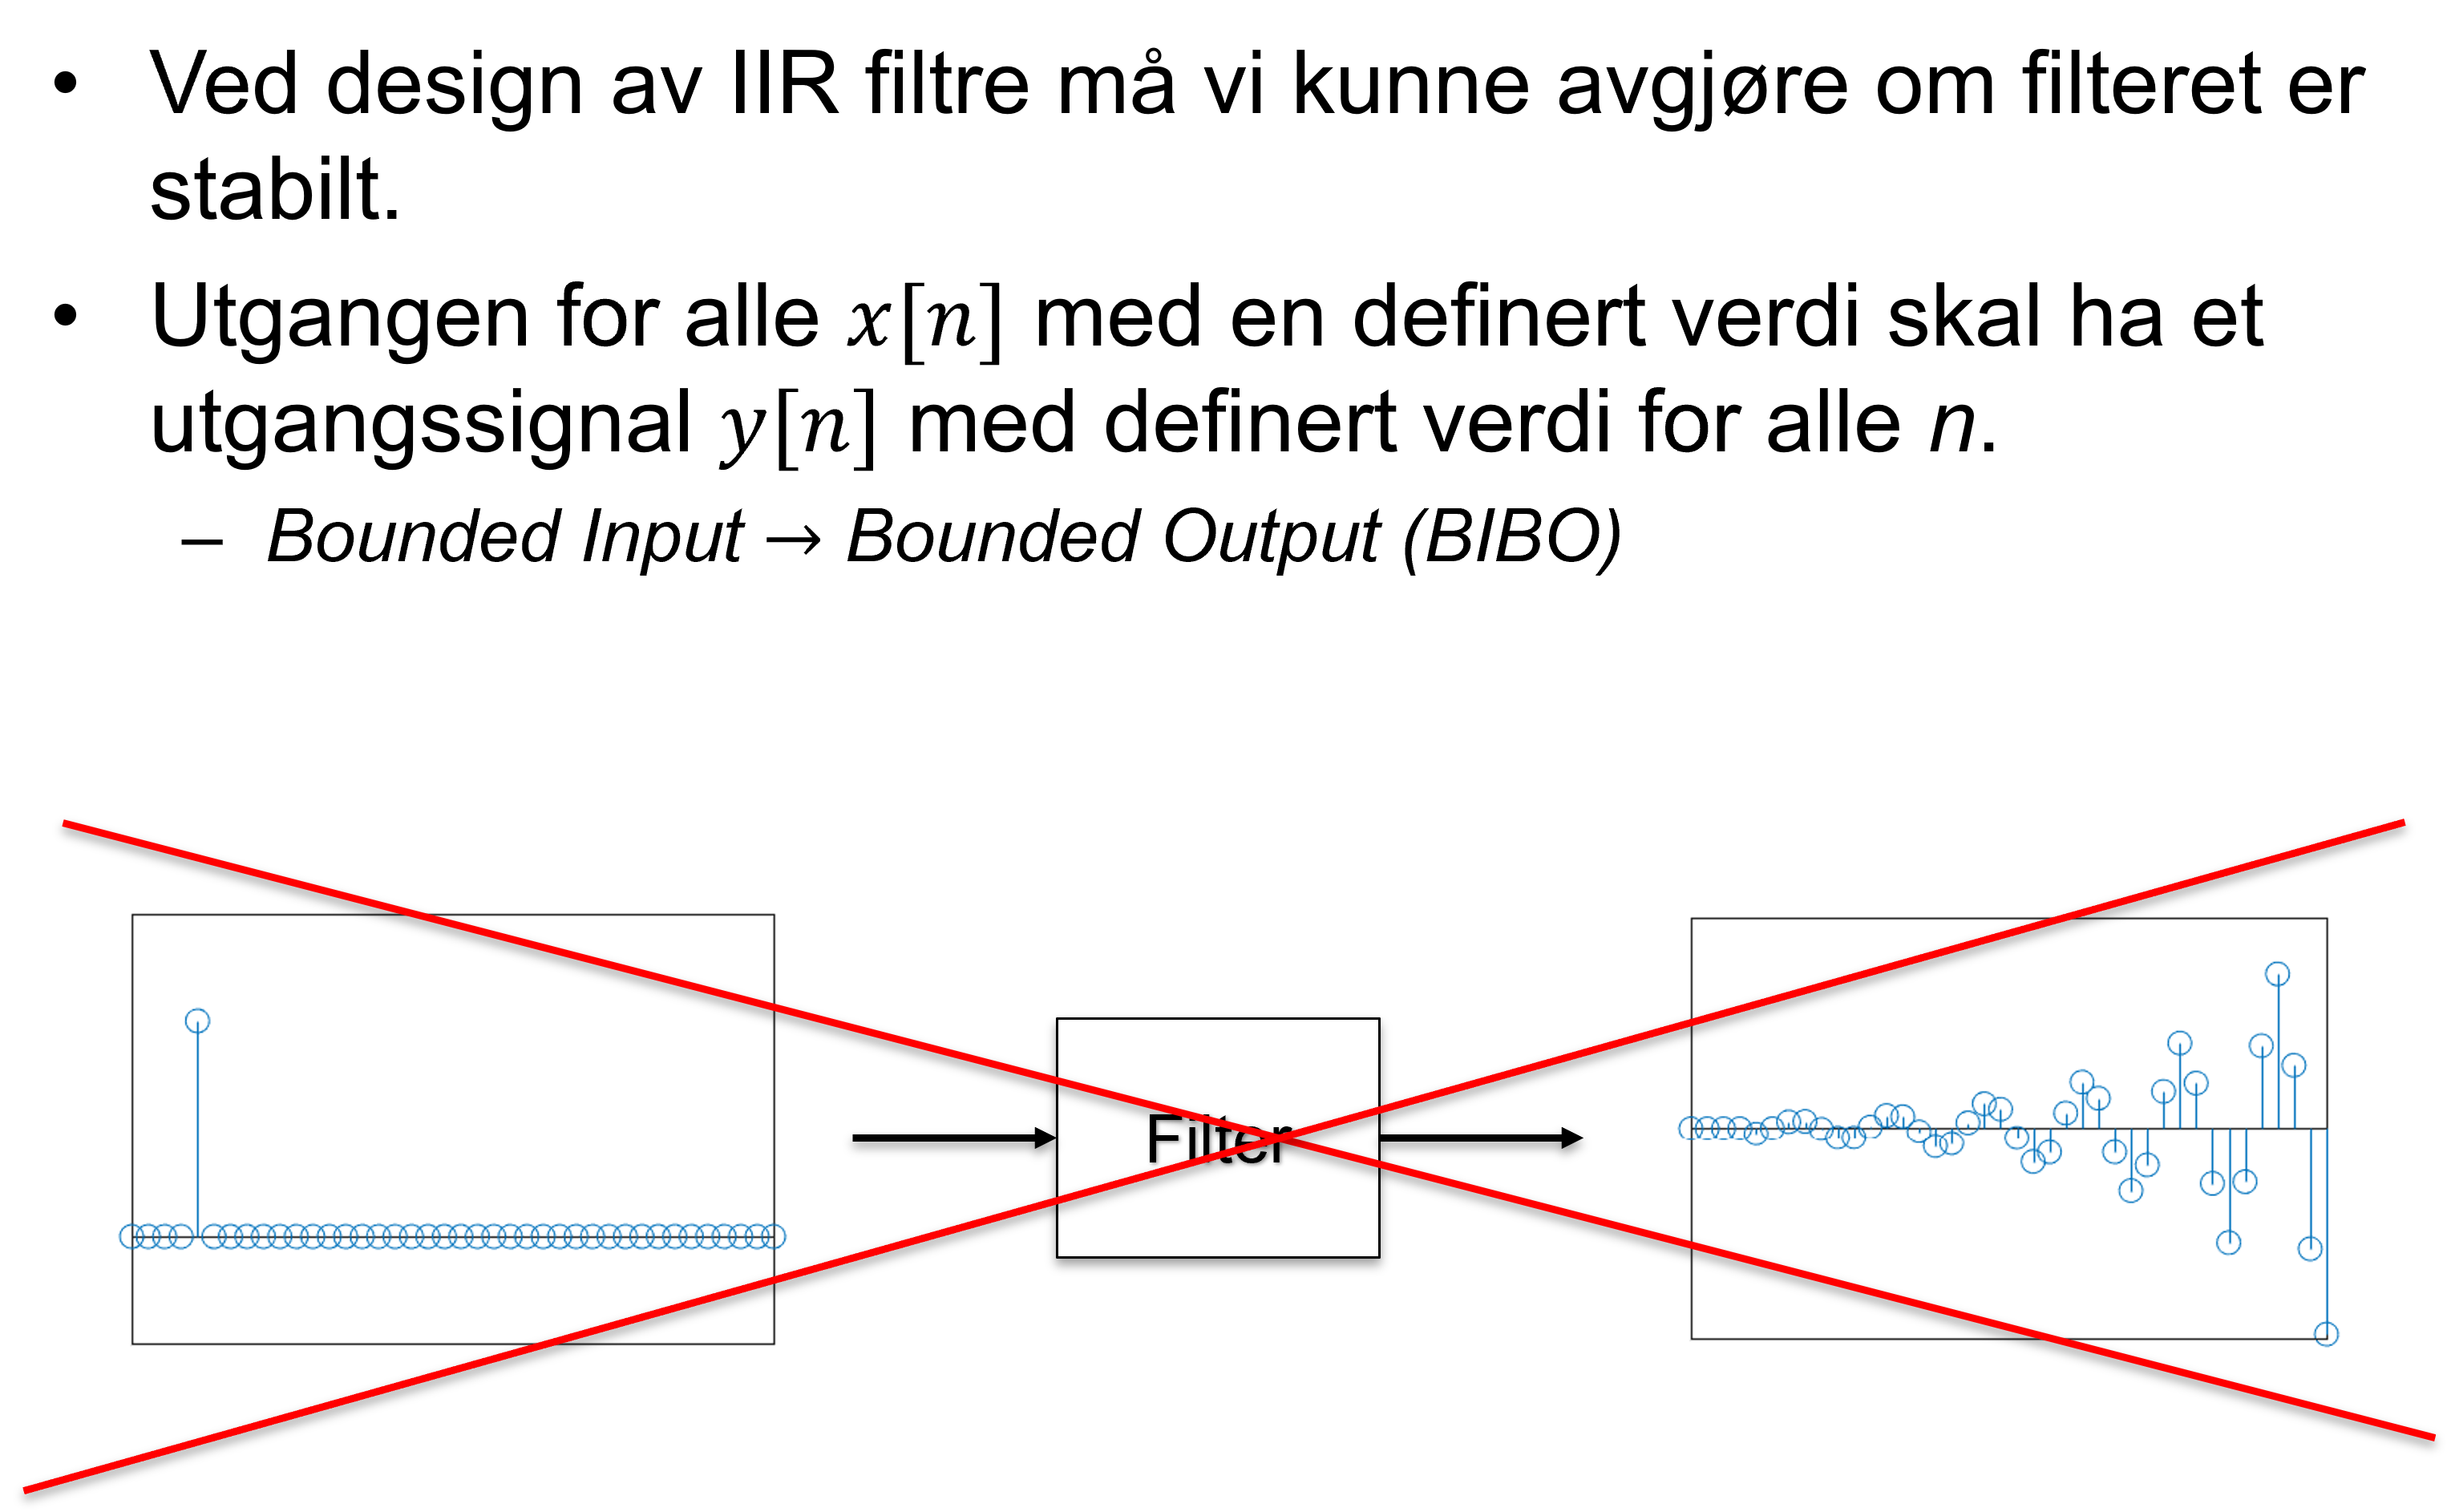 • Ved design av IIR filtre må vi kunne avgjøre om filteret er
stabilt.
• Utgangen for alle x[n] med en definert verdi skal ha et
utgangssignal y[n] med definert verdi for alle n.
– Bounded Input → Bounded Output (BIBO)
Filter